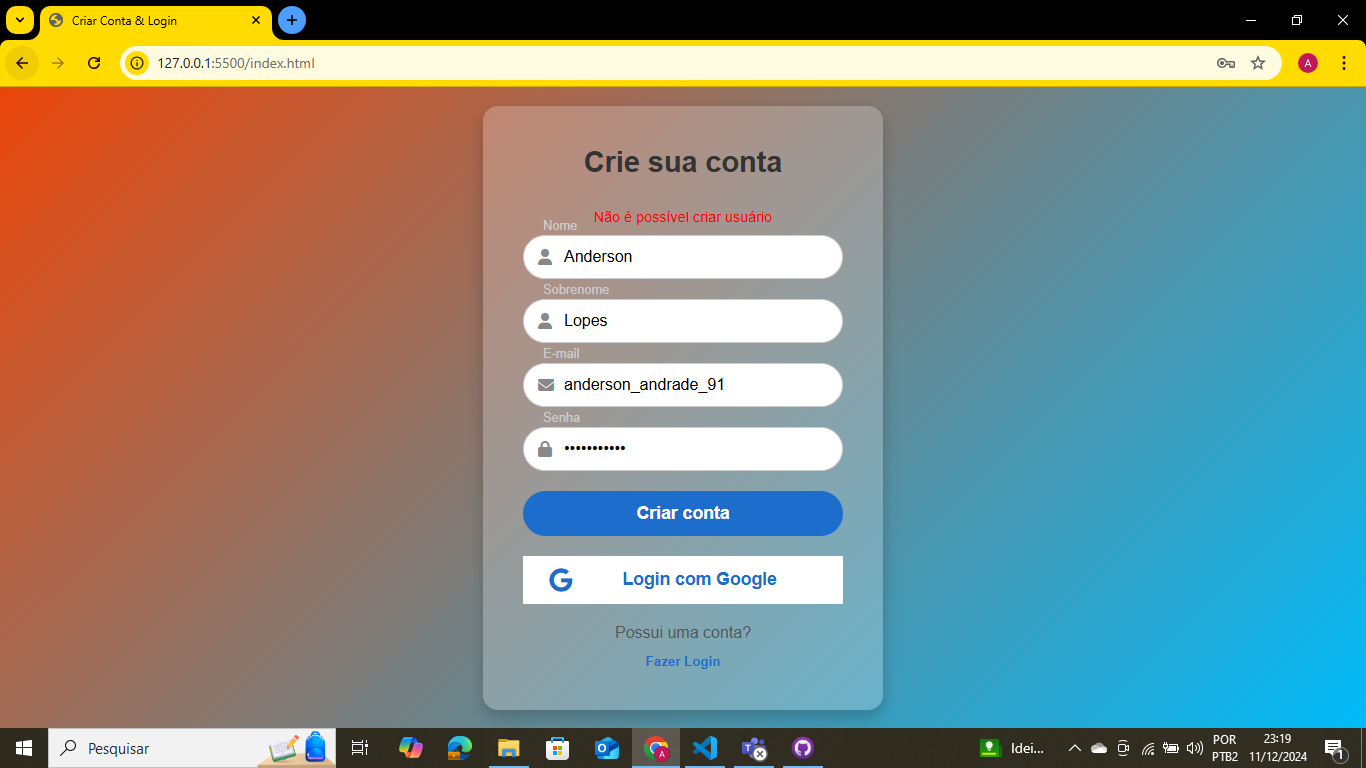 Criar Conta & Login
127.0.0.1:5500/index.html
A
Crie sua conta
Não é possível criar usuário
Nome
Anderson
Sobrenome
Lopes
E-mail
anderson_andrade_91
Senha
•••••••••••
Criar conta
G Login com Google
Possui uma conta?
Fazer Login
Pesquisar
Idei...
POR
PTB2
23:19
11/12/2024
1